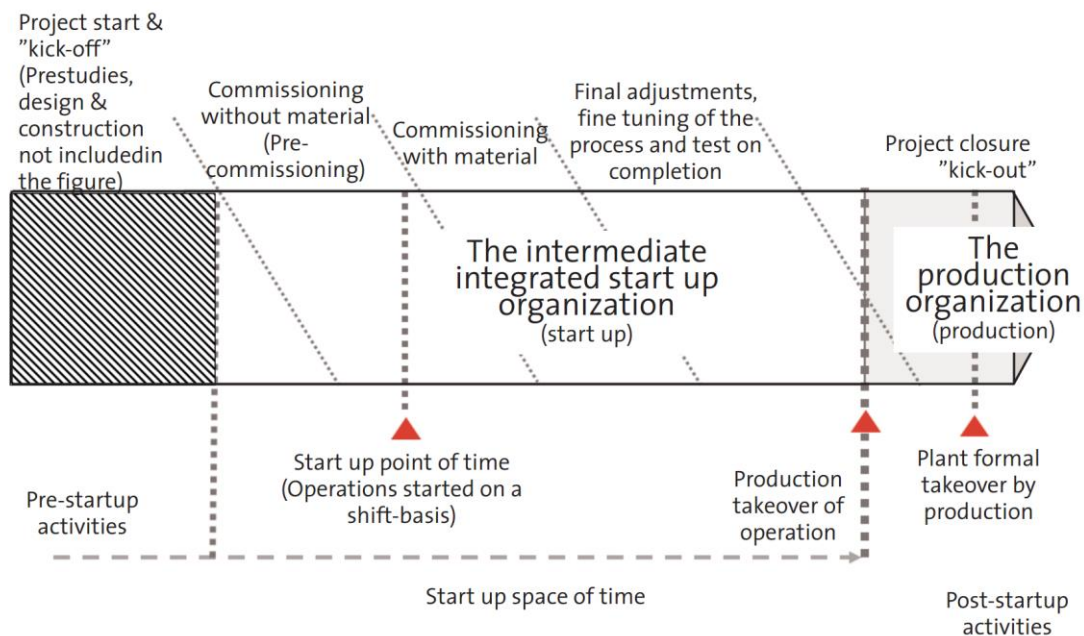 Project start &
"kick-off"
(Prestudies,
design &
construction
not includedin
the figure)
Commissioning
without material
(Pre-
commissioning)
Commissioning
with material
Final adjustments,
fine tuning of the
process and test on
completion
Project closure
"kick-out"
The intermediate
integrated start up
organization
(start up)
The
production
organization
(production)
Pre-startup
activities
Start up point of time
(Operations started on a
shift-basis)
Production
takeover of
operation
Plant formal
takeover by
production
Start up space of time
Post-startup
activities